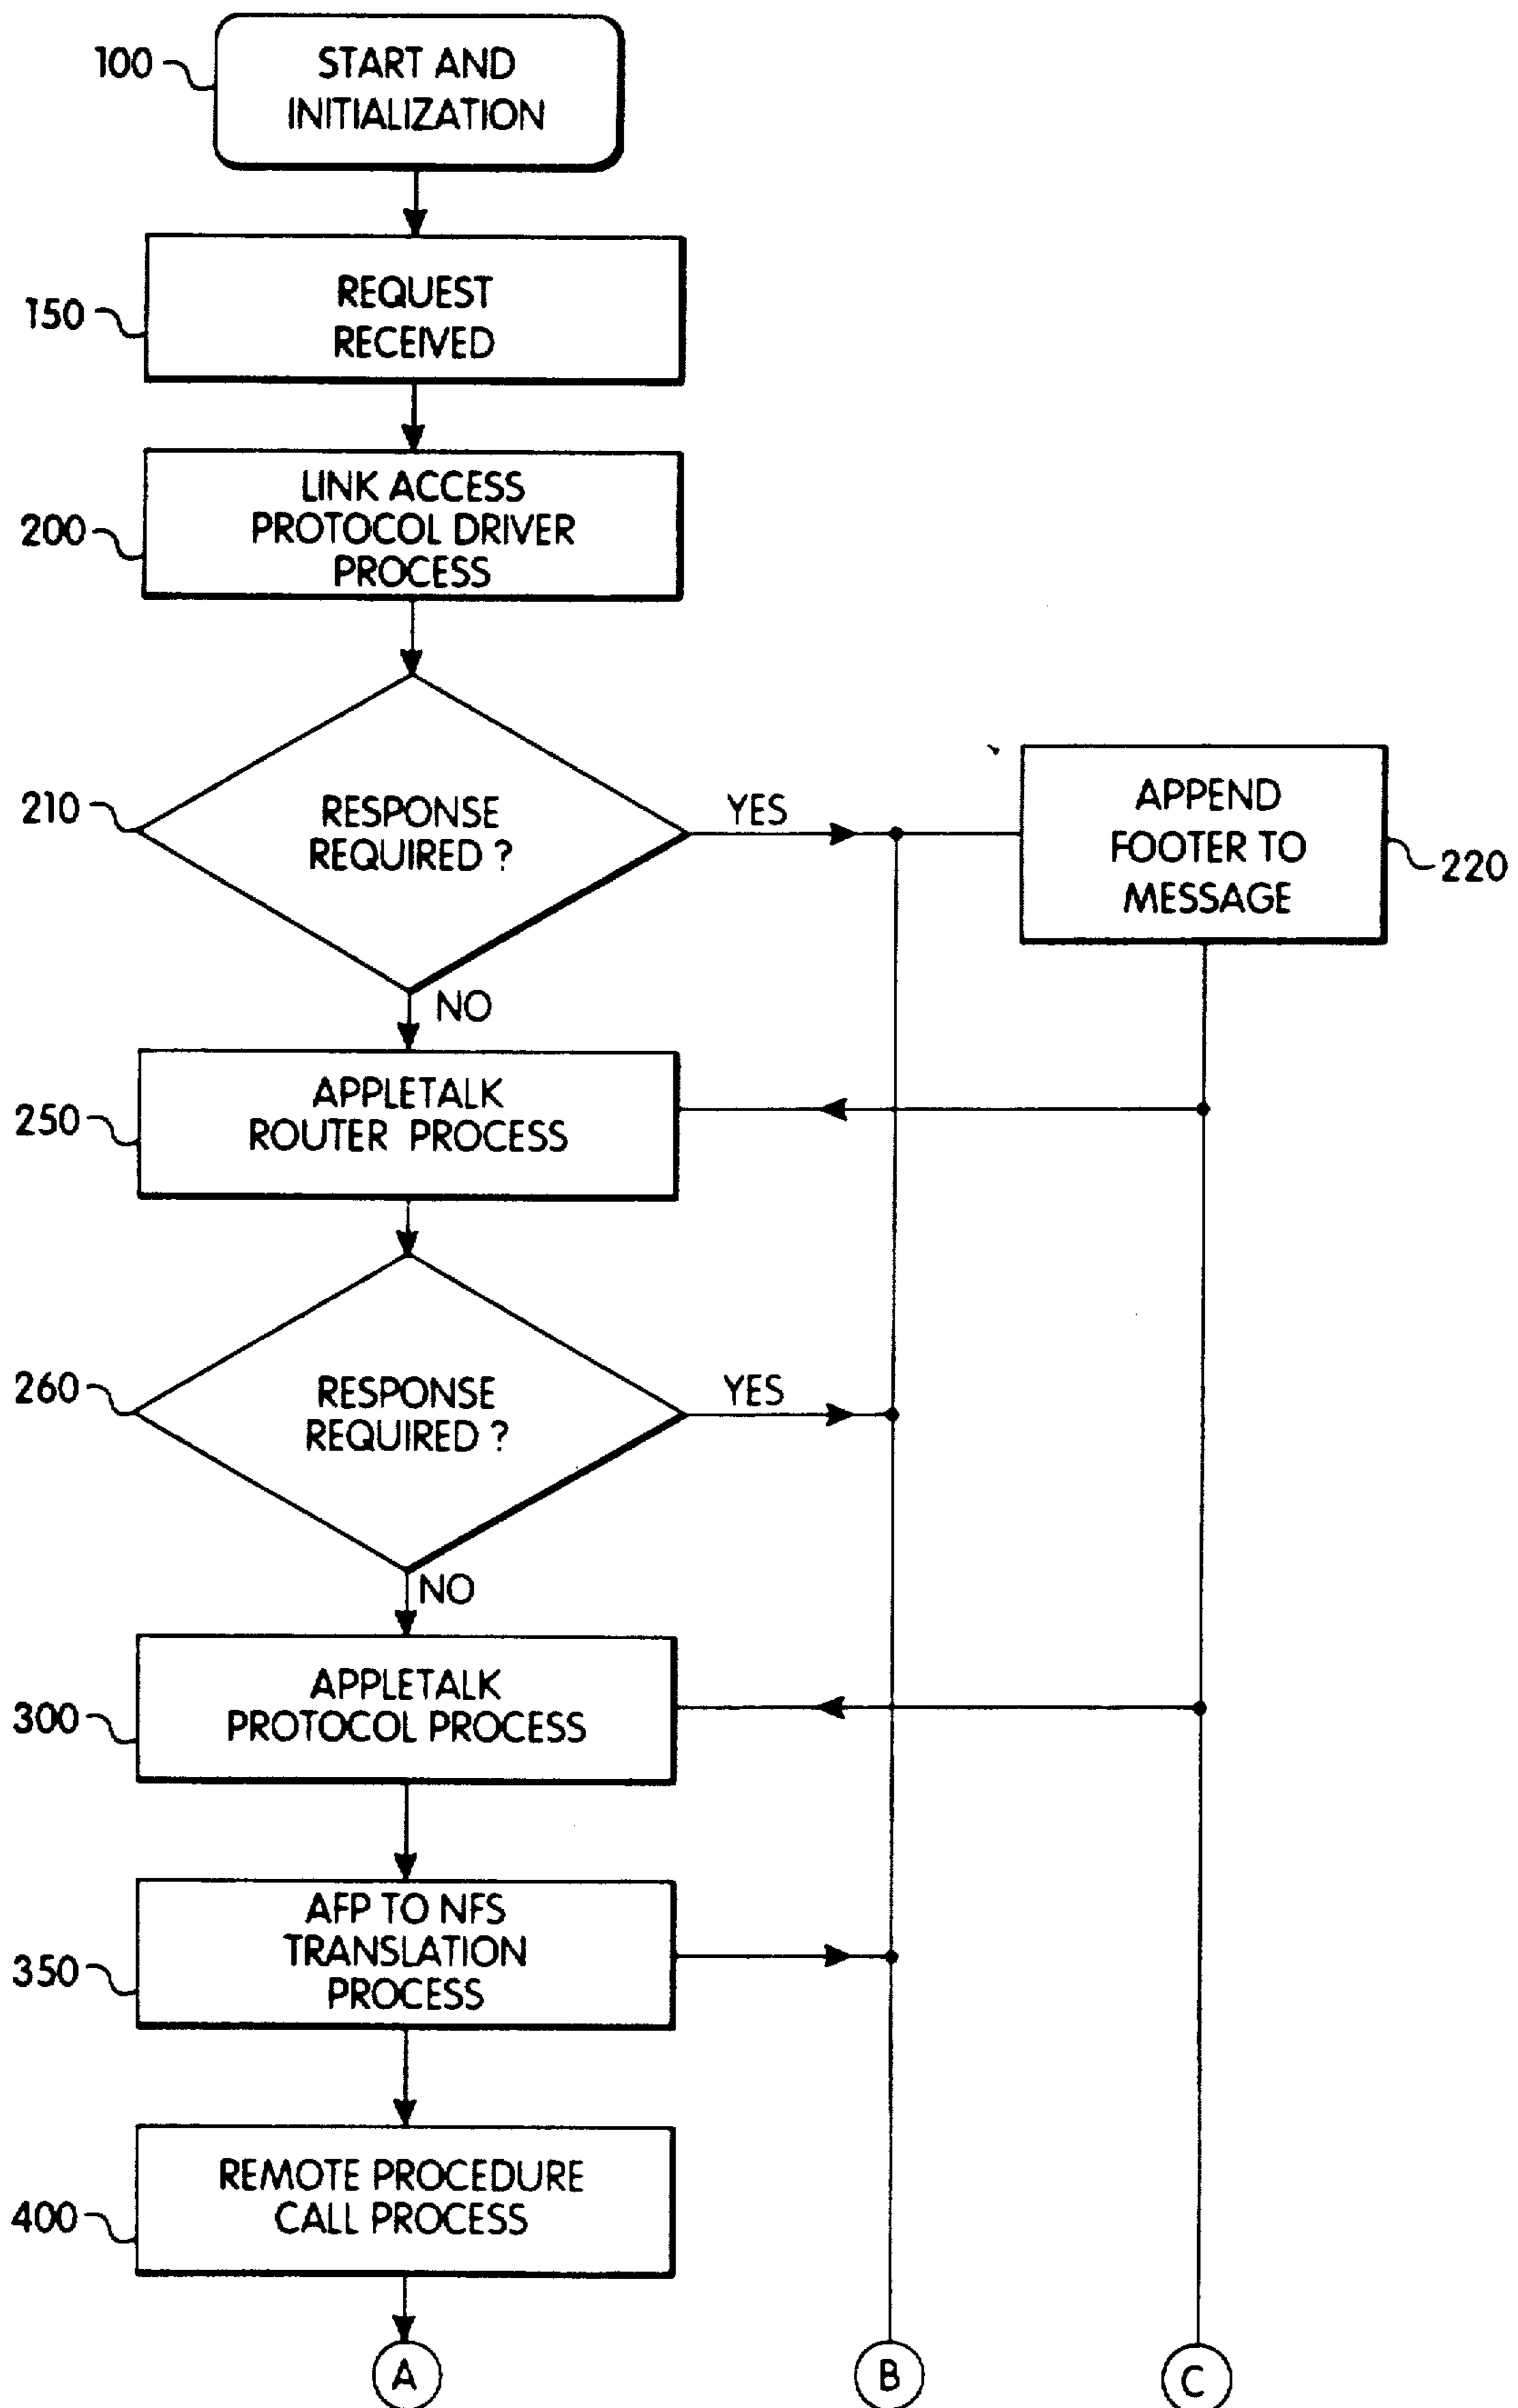 100
START AND
INITIALIZATION
150
REQUEST
RECEIVED
200
LINK ACCESS
PROTOCOL DRIVER
PROCESS
210
RESPONSE
REQUIRED ?
YES
APPEND
FOOTER TO
MESSAGE
220
NO
250
APPLETALK
ROUTER PROCESS
260
RESPONSE
REQUIRED ?
YES
NO
300
APPLETALK
PROTOCOL PROCESS
350
AFP TO NFS
TRANSLATION
PROCESS
400
REMOTE PROCEDURE
CALL PROCESS
A
B
C